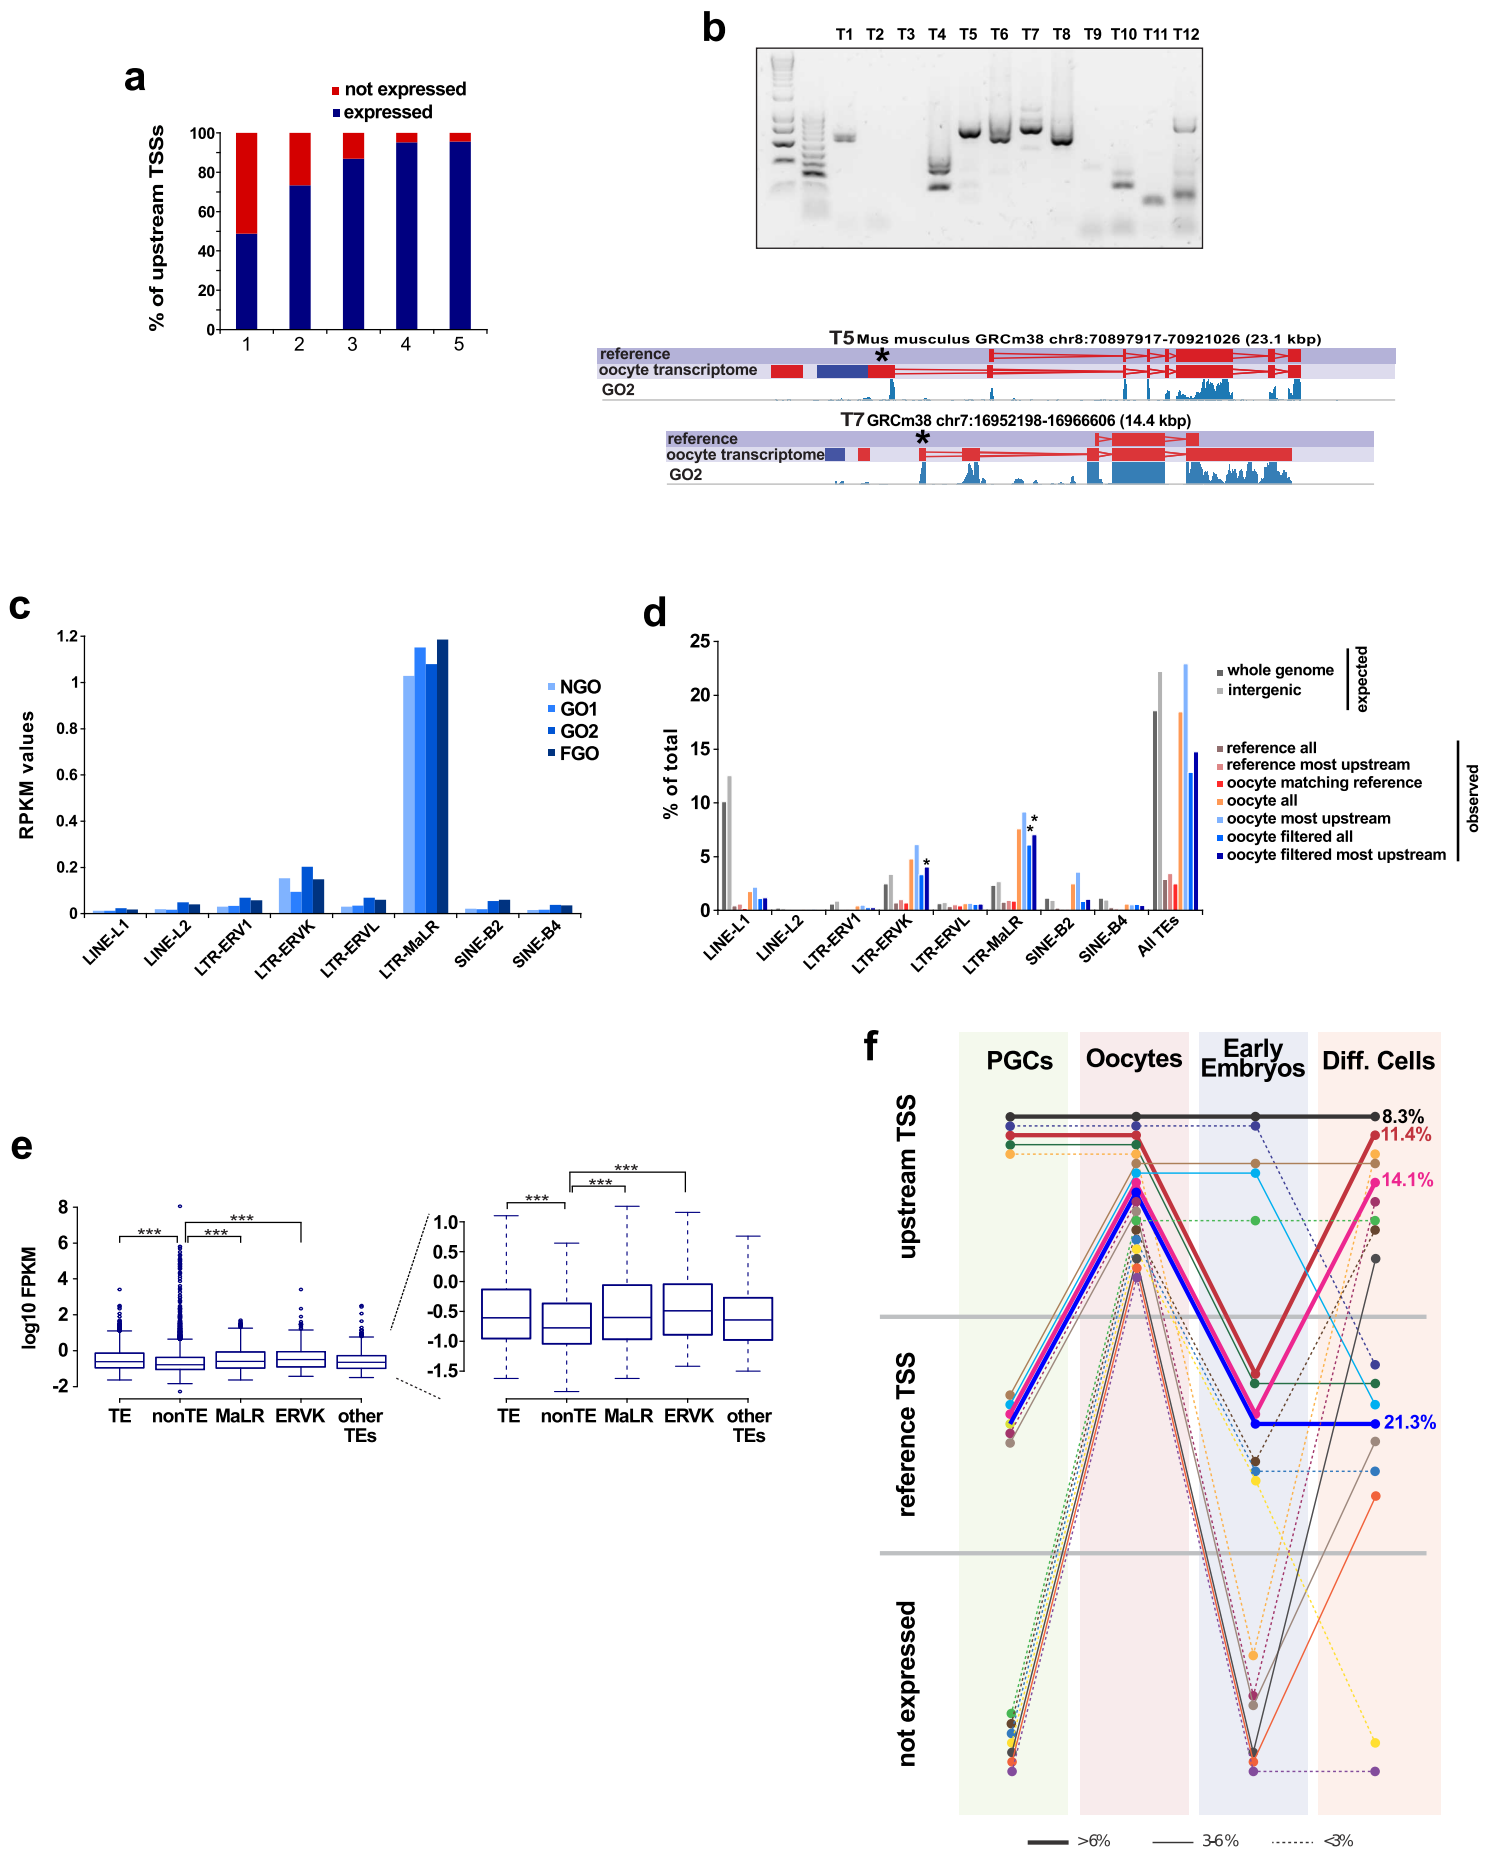 a
not expressed
expressed
% of upstream TSSs
100
80
60
40
20
0
1 2 3 4 5
b
T1 T2 T3 T4 T5 T6 T7 T8 T9 T10 T11 T12
T5 Mus musculus GRCm38 chr8:70897917-70921026 (23.1 kbp)
reference *
oocyte transcriptome
GO2
T7 GRCm38 chr7:16952198-16966606 (14.4 kbp)
reference *
oocyte transcriptome
GO2
c
RPKM values
1.2
1
0.8
0.6
0.4
0.2
0
NGO
GO1
GO2
FGO
LINE-L1 LINE-L2 LTR-ERV1 LTR-ERVK LTR-ERVL LTR-MaLR SINE-B2 SINE-B4
d
% of total
25
20
15
10
5
0
* * *
LINE-L1 LINE-L2 LTR-ERV1 LTR-ERVK LTR-ERVL LTR-MaLR SINE-B2 SINE-B4 All TEs
whole genome
intergenic
expected
reference all
reference most upstream
oocyte matching reference
oocyte all
oocyte most upstream
oocyte filtered all
oocyte filtered most upstream
observed
e
log10 FPKM
8
6
4
2
0
-2
*** *** ***
TE nonTE MaLR ERVK other
TEs
1.0
0.5
0.0
-0.5
-1.0
-1.5
*** *** ***
TE nonTE MaLR ERVK other
TEs
f
PGCs Oocytes Early Embryos Diff. Cells
upstream TSS
reference TSS
not expressed
8.3%
11.4%
14.1%
21.3%
>6% 3-6% <3%